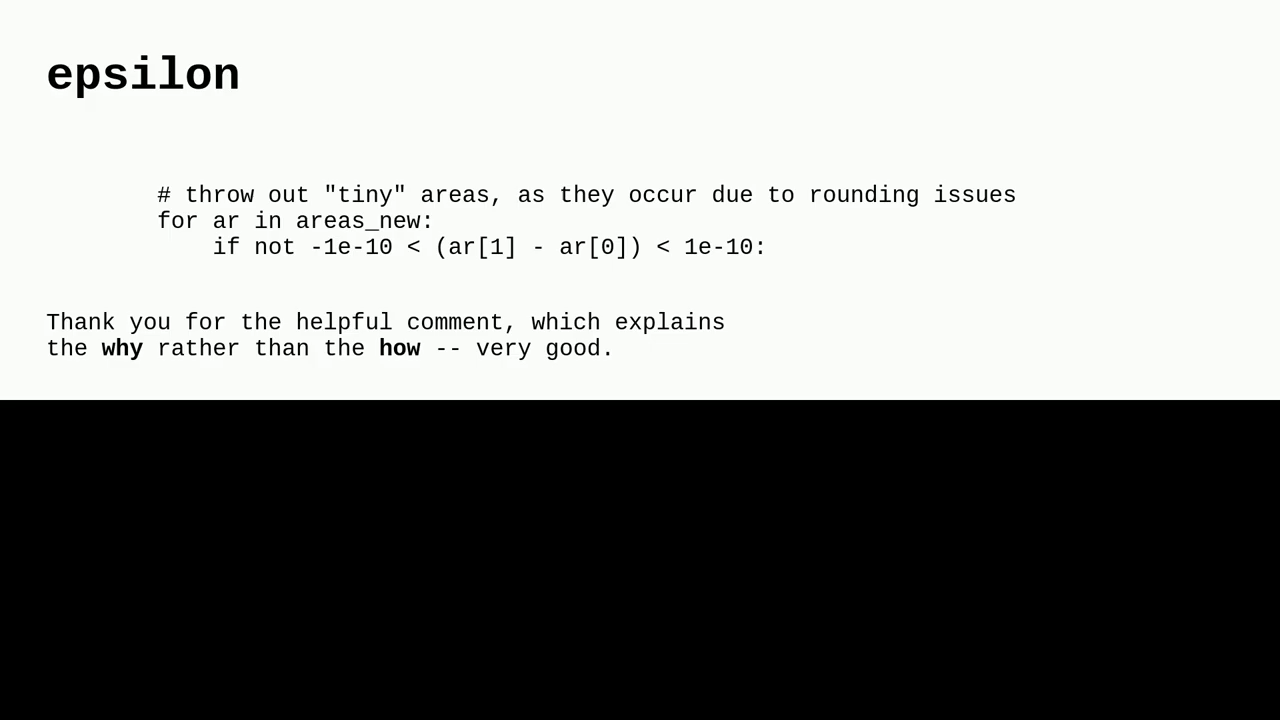 epsilon
# throw out "tiny" areas, as they occur due to rounding issues
for ar in areas_new:
    if not -1e-10 < (ar[1] - ar[0]) < 1e-10:
Thank you for the helpful comment, which explains
the why rather than the how -- very good.